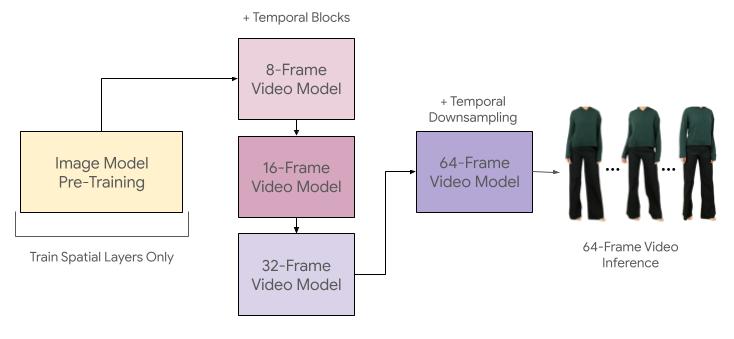 + Temporal Blocks
8-Frame
Video Model
Image Model
Pre-Training
Train Spatial Layers Only
16-Frame
Video Model
32-Frame
Video Model
+ Temporal
Downsampling
64-Frame
Video Model
...
...
64-Frame Video
Inference